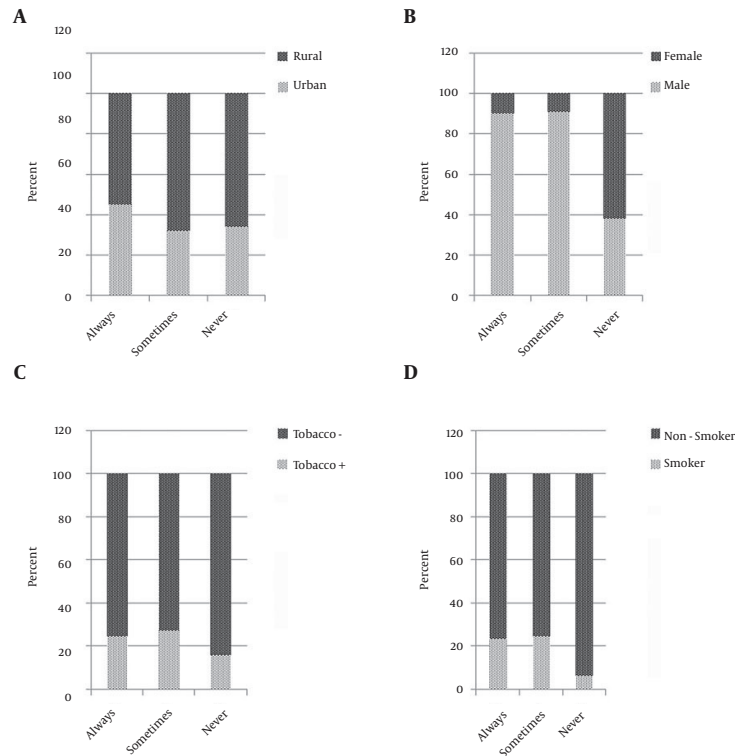 A
120
100
80
60
40
20
0
Percent
Rural
Urban
Always
Sometimes
Never
B
120
100
80
60
40
20
0
Percent
Female
Male
Always
Sometimes
Never
C
120
100
80
60
40
20
0
Percent
Tobacco -
Tobacco +
Always
Sometimes
Never
D
120
100
80
60
40
20
0
Percent
Non - Smoker
Smoker
Always
Sometimes
Never